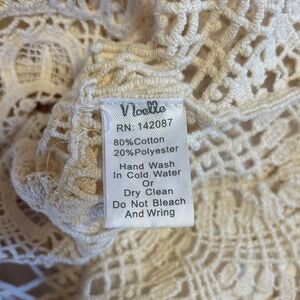 Noelle
RN: 142087
80%Cotton
20%Polyester
Hand Wash
In Cold Water
Or
Dry Clean
Do Not Bleach
And Wring